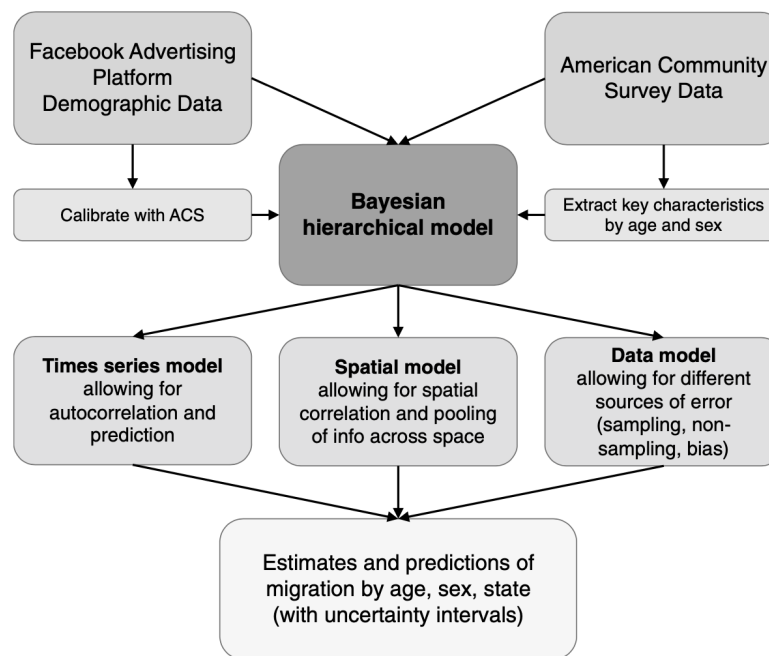 Facebook Advertising
Platform
Demographic Data
American Community
Survey Data
Calibrate with ACS
Bayesian
hierarchical model
Extract key characteristics
by age and sex
Times series model
allowing for
autocorrelation and
prediction
Spatial model
allowing for spatial
correlation and pooling
of info across space
Data model
allowing for different
sources of error
(sampling, non-
sampling, bias)
Estimates and predictions of
migration by age, sex, state
(with uncertainty intervals)